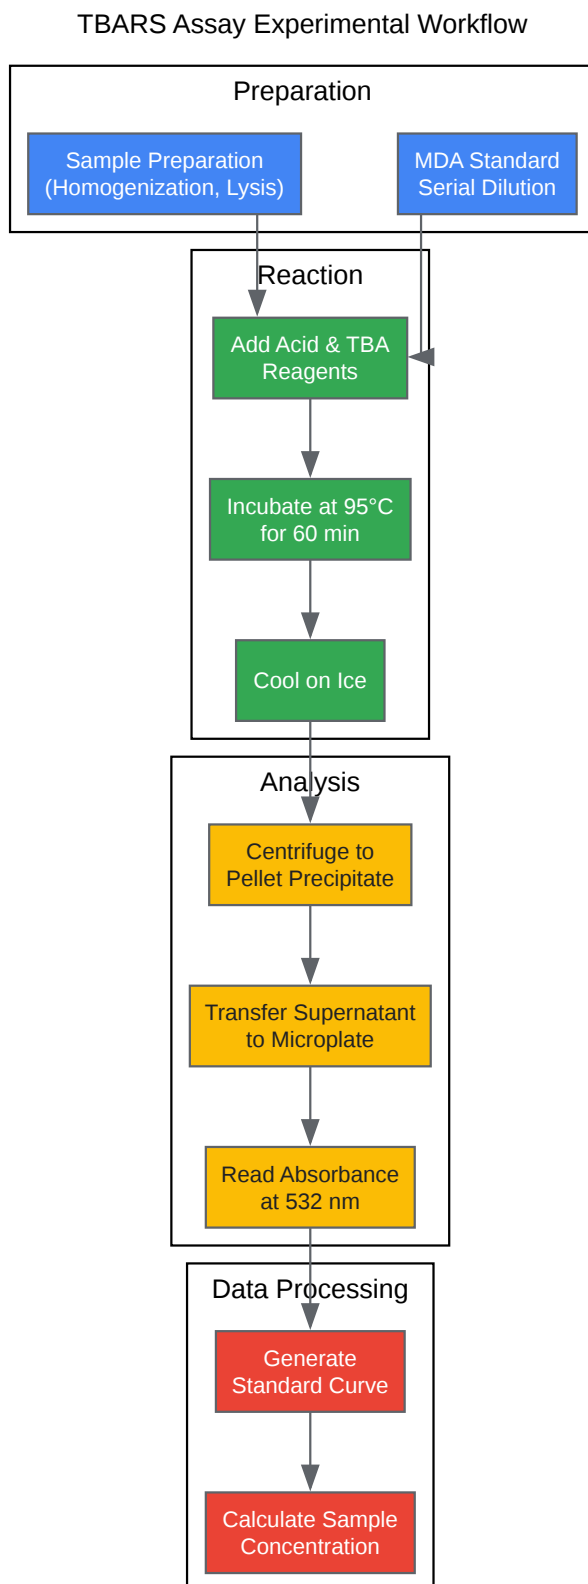 TBARS Assay Experimental Workflow
Preparation
Sample Preparation
(Homogenization, Lysis)
MDA Standard
Serial Dilution
Reaction
Add Acid & TBA
Reagents
Incubate at 95°C
for 60 min
Cool on Ice
Analysis
Centrifuge to
Pellet Precipitate
Transfer Supernatant
to Microplate
Read Absorbance
at 532 nm
Data Processing
Generate
Standard Curve
Calculate Sample
Concentration